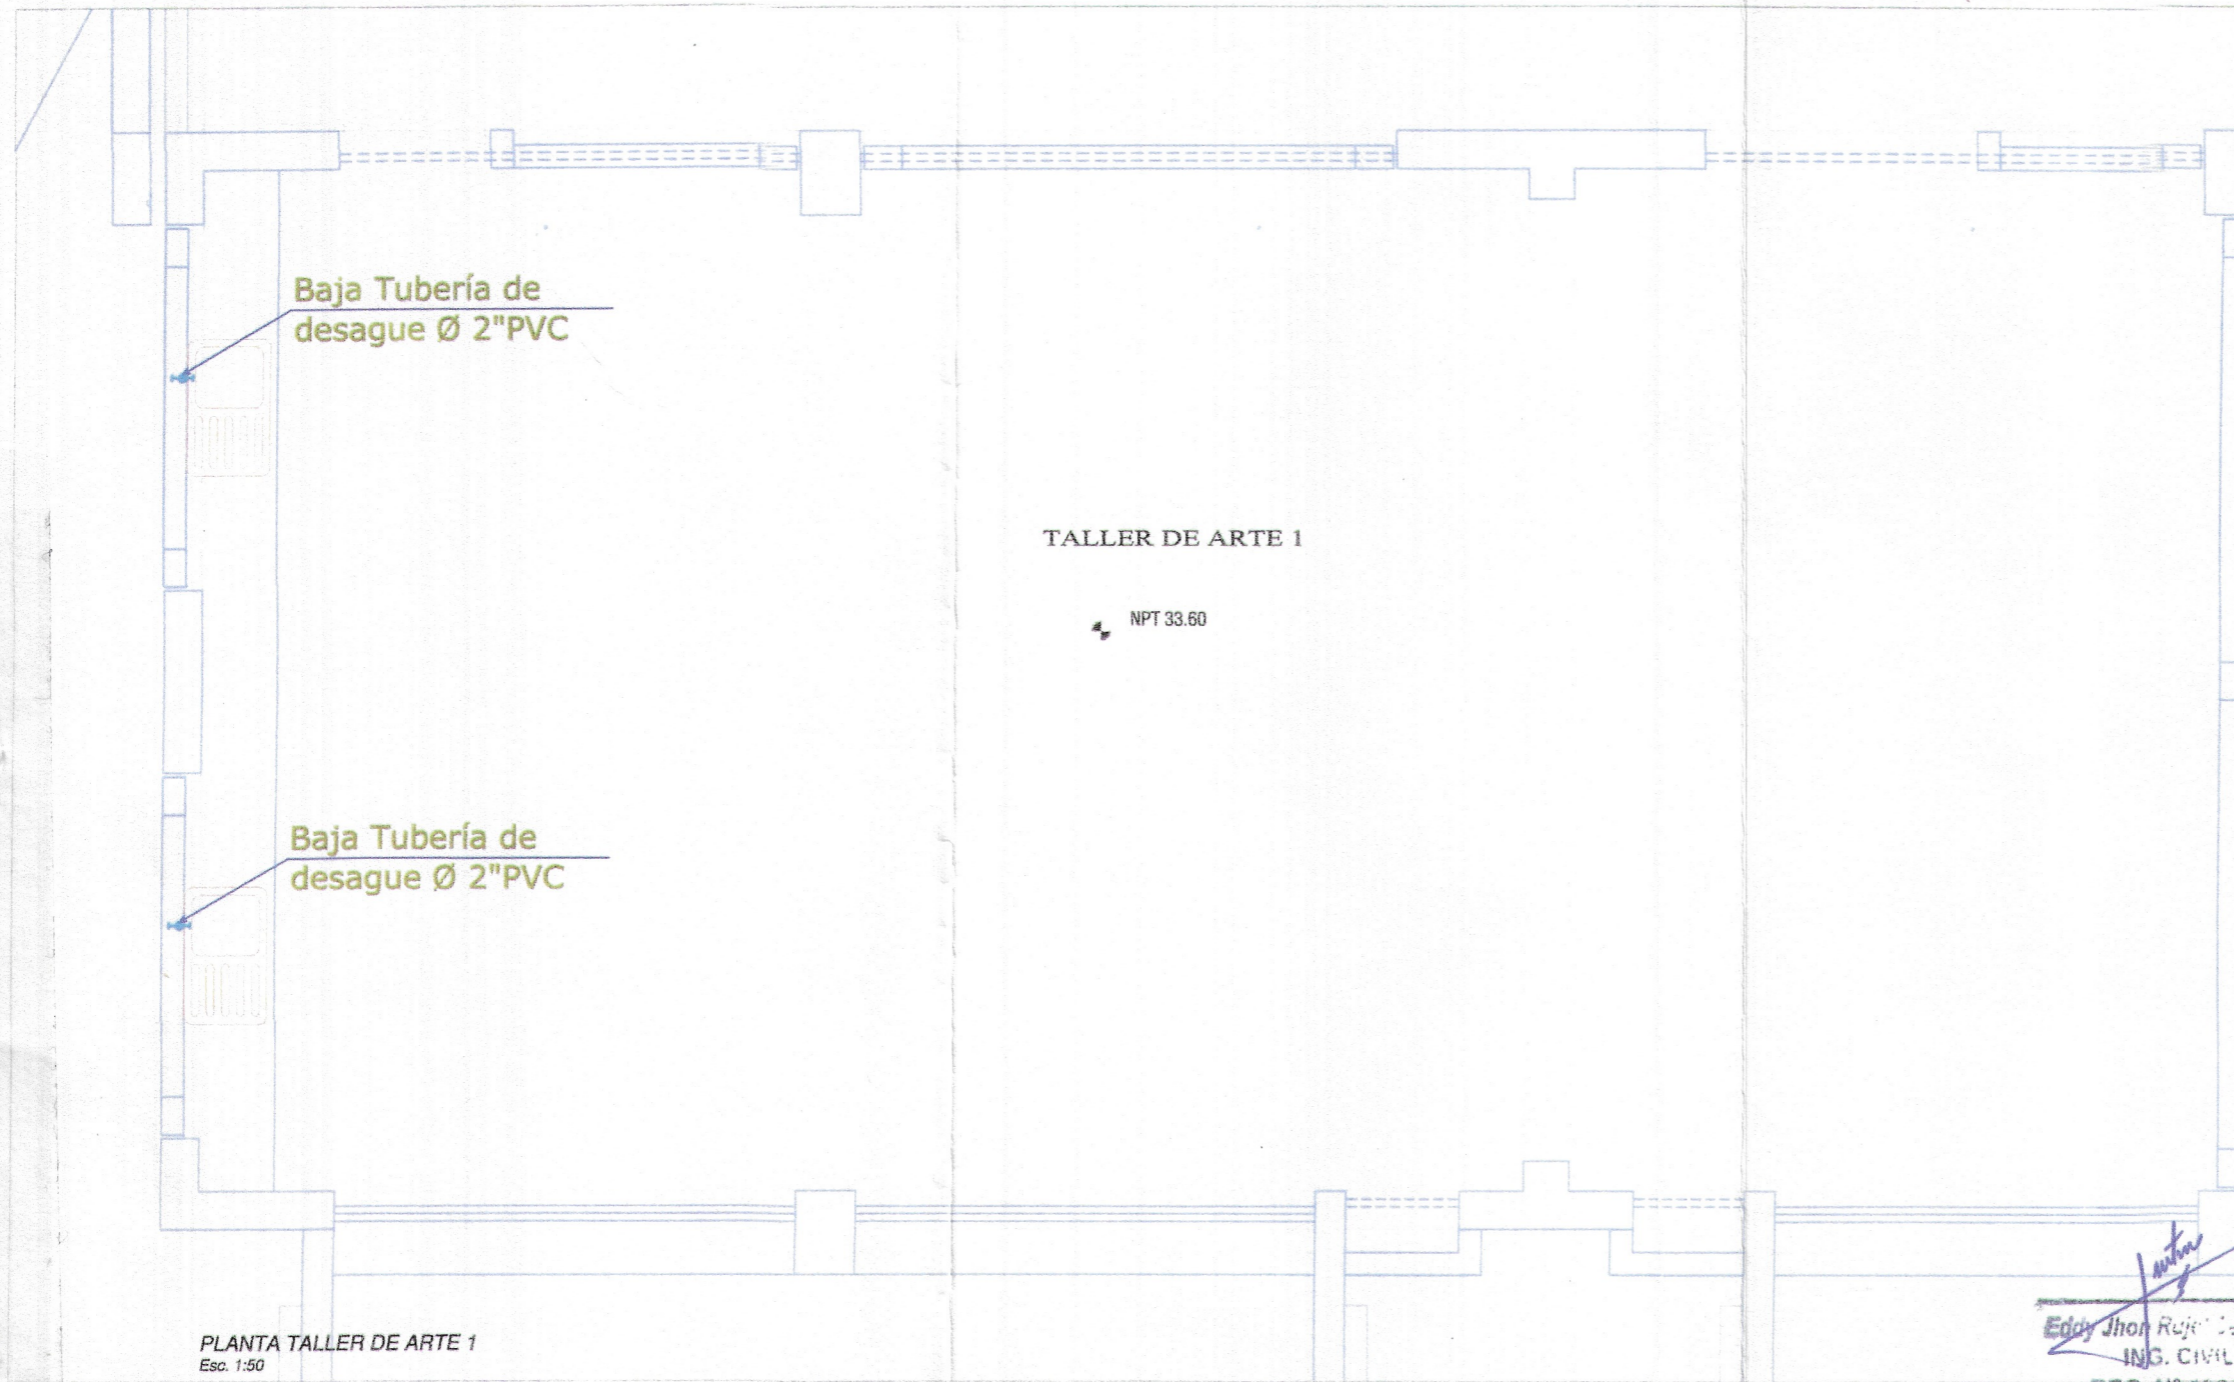 Baja Tubería de
desague Ø 2"PVC
TALLER DE ARTE 1
NPT 33.60
Baja Tubería de
desague Ø 2"PVC
PLANTA TALLER DE ARTE 1
Esc. 1:50
Eddy Jhon
ING. CIVIL